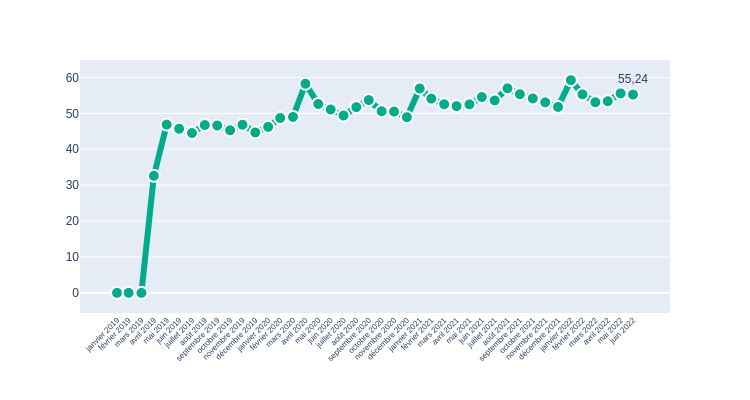 55,24
60
50
40
30
20
10
0
janvier 2019
février 2019
mars 2019
avril 2019
mai 2019
juin 2019
juillet 2019
août 2019
septembre 2019
octobre 2019
novembre 2019
décembre 2019
janvier 2020
février 2020
mars 2020
avril 2020
mai 2020
juin 2020
juillet 2020
août 2020
septembre 2020
octobre 2020
novembre 2020
décembre 2020
janvier 2021
février 2021
mars 2021
avril 2021
mai 2021
juin 2021
juillet 2021
août 2021
septembre 2021
octobre 2021
novembre 2021
décembre 2021
janvier 2022
février 2022
mars 2022
avril 2022
mai 2022
juin 2022